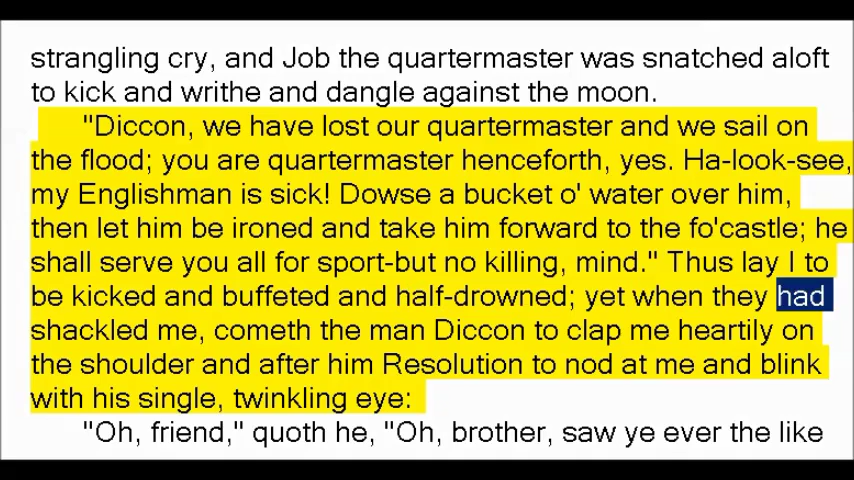 strangling cry, and Job the quartermaster was snatched aloft
to kick and writhe and dangle against the moon.
"Diccon, we have lost our quartermaster and we sail on
the flood; you are quartermaster henceforth, yes. Ha-look-see,
my Englishman is sick! Dowse a bucket o' water over him,
then let him be ironed and take him forward to the fo'castle; he
shall serve you all for sport-but no killing, mind." Thus lay I to
be kicked and buffeted and half-drowned; yet when they had
shackled me, cometh the man Diccon to clap me heartily on
the shoulder and after him Resolution to nod at me and blink
with his single, twinkling eye:
"Oh, friend," quoth he, "Oh, brother, saw ye ever the like